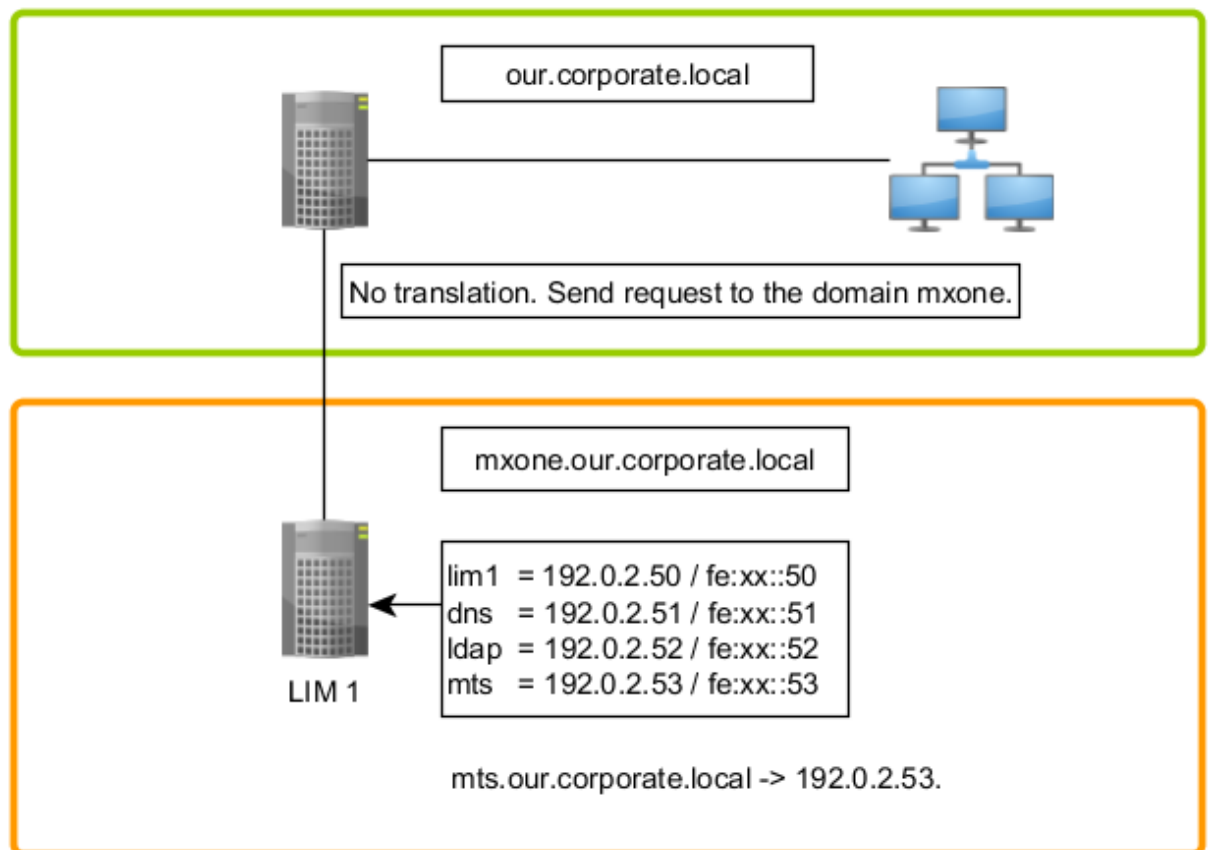 our.corporate.local
No translation. Send request to the domain mxone.
mxone.our.corporate.local
lim1 = 192.0.2.50 / fe:xx::50
dns = 192.0.2.51 / fe:xx::51
ldap = 192.0.2.52 / fe:xx::52
mts = 192.0.2.53 / fe:xx::53
LIM 1
mts.our.corporate.local -> 192.0.2.53.